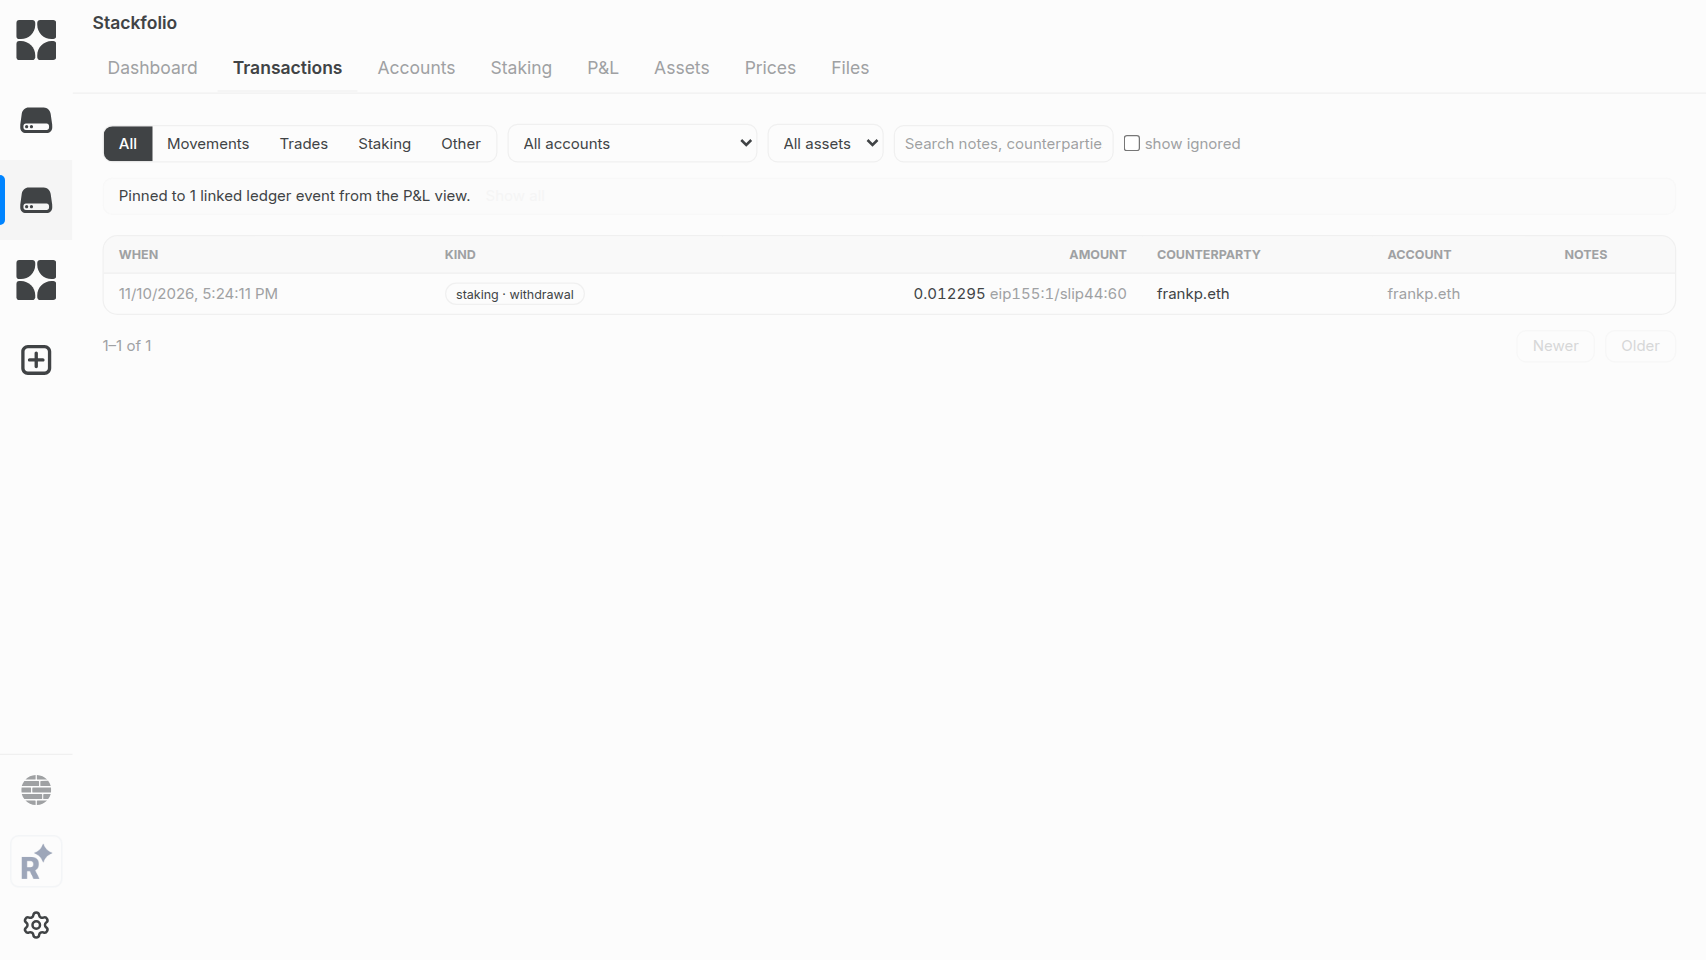 Stackfolio
Dashboard Transactions Accounts Staking P&L Assets Prices Files
All Movements Trades Staking Other All accounts All assets Search notes, counterpartie show ignored
Pinned to 1 linked ledger event from the P&L view. Show all
WHEN KIND AMOUNT COUNTERPARTY ACCOUNT NOTES
11/10/2026, 5:24:11 PM staking · withdrawal 0.012295 eip155:1/slip44:60 frankp.eth frankp.eth
1–1 of 1 Newer Older
R